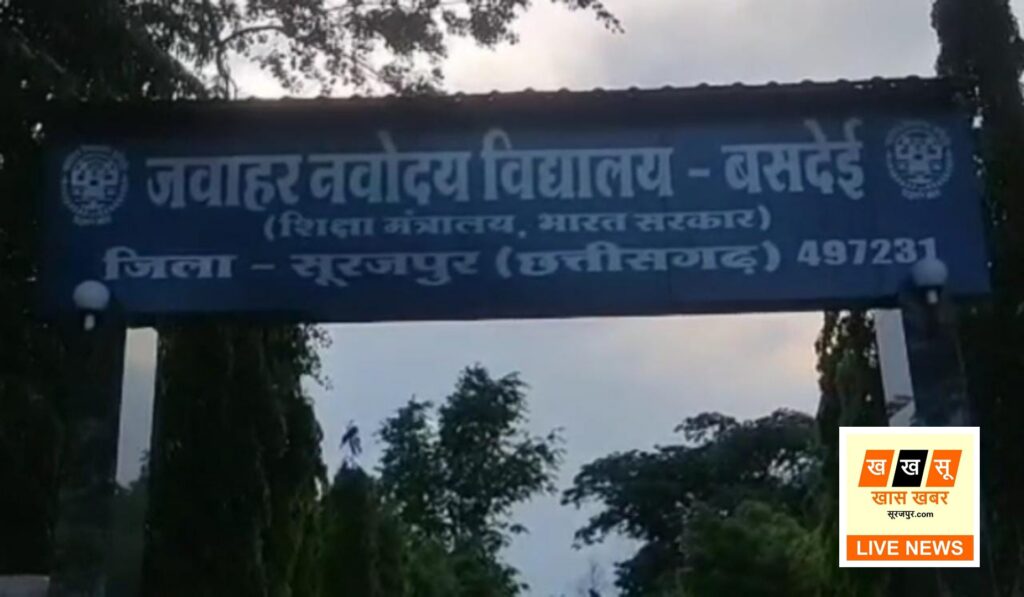 जवाहर नवोदय विद्यालय - बसदेई
(शिक्षा मंत्रालय, भारत सरकार)
जिला - सूरजपुर (छत्तीसगढ़) 497231
ख ख सू
खास खबर
सूरजपुर.com
LIVE NEWS